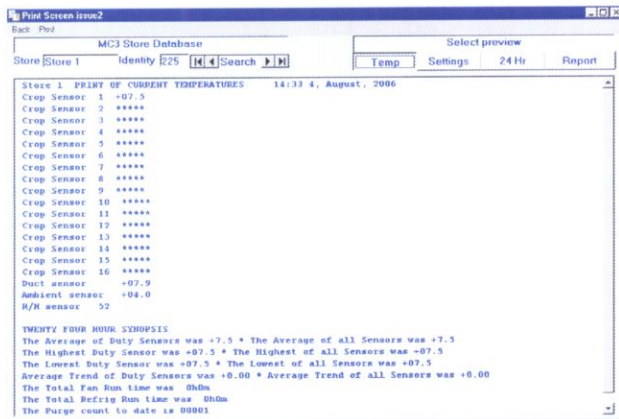 Print Screen issue2
Back Print
MC3 Store Database
Select preview
Store Store 1 Identity 225 Search
Temp Settings 24 Hr Report
Store 1 PRINT OF CURRENT TEMPERATURES 14:33 4, August, 2006
Crop Sensor 1 +07.5
Crop Sensor 2 *****
Crop Sensor 3 *****
Crop Sensor 4 *****
Crop Sensor 5 *****
Crop Sensor 6 *****
Crop Sensor 7 *****
Crop Sensor 8 *****
Crop Sensor 9 *****
Crop Sensor 10 *****
Crop Sensor 11 *****
Crop Sensor 12 *****
Crop Sensor 13 *****
Crop Sensor 14 *****
Crop Sensor 15 *****
Crop Sensor 16 *****
Duct sensor +07.9
Ambient sensor +04.0
R/H sensor 52
TWENTY FOUR HOUR SYNOPSIS
The Average of Duty Sensors was +7.5 * The Average of all Sensors was +7.5
The Highest Duty Sensor was +07.5 * The Highest of all Sensors was +07.5
The Lowest Duty Sensor was +07.5 * The Lowest of all Sensors was +07.5
Average Trend of Duty Sensors was +0.00 * Average Trend of all Sensors was +0.00
The Total Fan Run time was 0h0m
The Total Refrig Run time was 0h0m
The Purge count to date is 00001